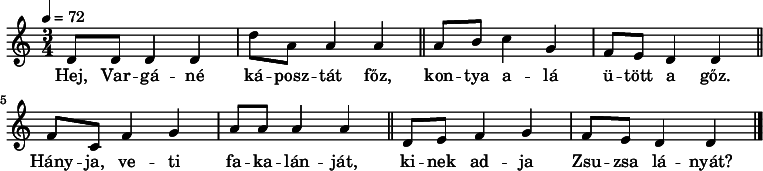 ♩ = 72
Hej, Var - gá - né ká - posz - tát főz, kon - tya a - lá ü - tött a gőz.
5
Hány - ja, ve - ti fa - ka - lán - ját, ki - nek ad - ja Zsu - zsa lá - nyát?